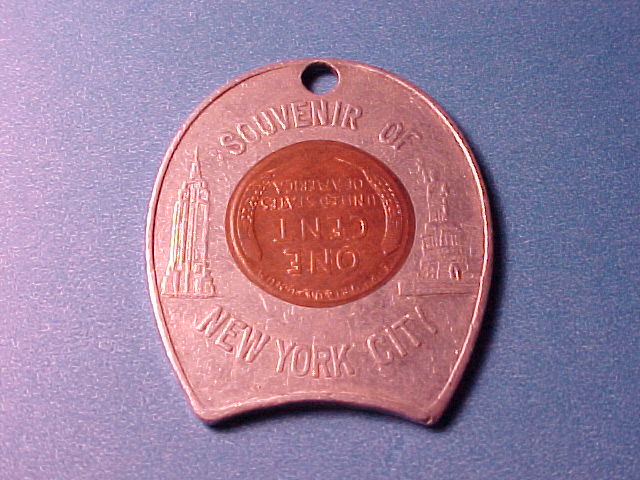 SOUVENIR OF
ONE
CENT
UNITED STATES
OF AMERICA
NEW YORK CITY